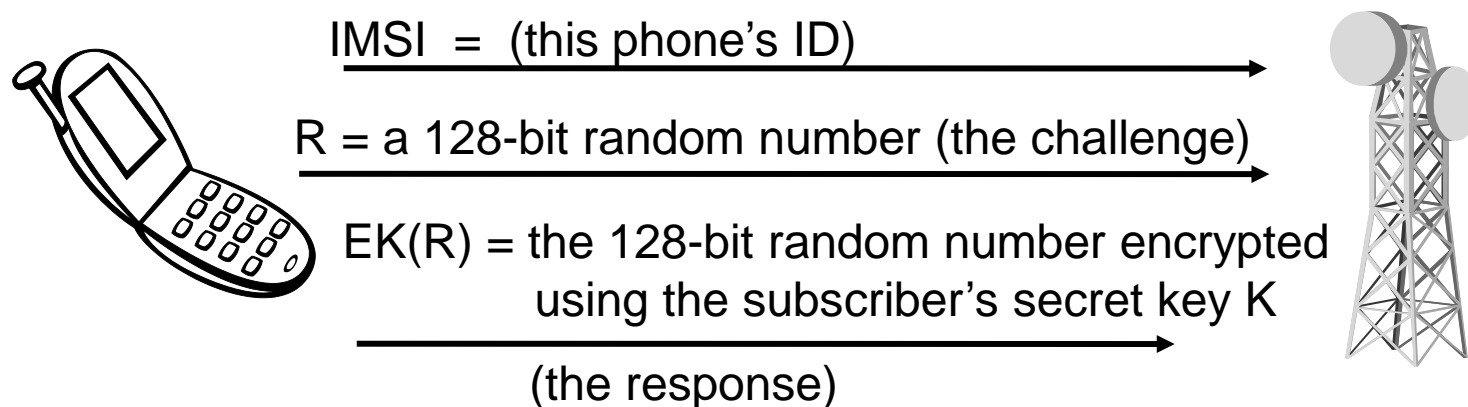 IMSI = (this phone’s ID)
R = a 128-bit random number (the challenge)
EK(R) = the 128-bit random number encrypted
using the subscriber’s secret key K
(the response)